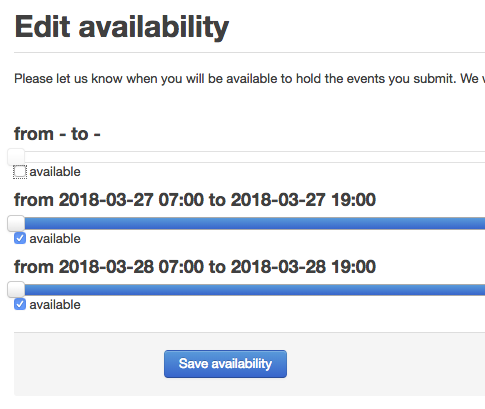 Edit availability
Please let us know when you will be available to hold the events you submit. We
from - to -
available
from 2018-03-27 07:00 to 2018-03-27 19:00
available
from 2018-03-28 07:00 to 2018-03-28 19:00
available
Save availability